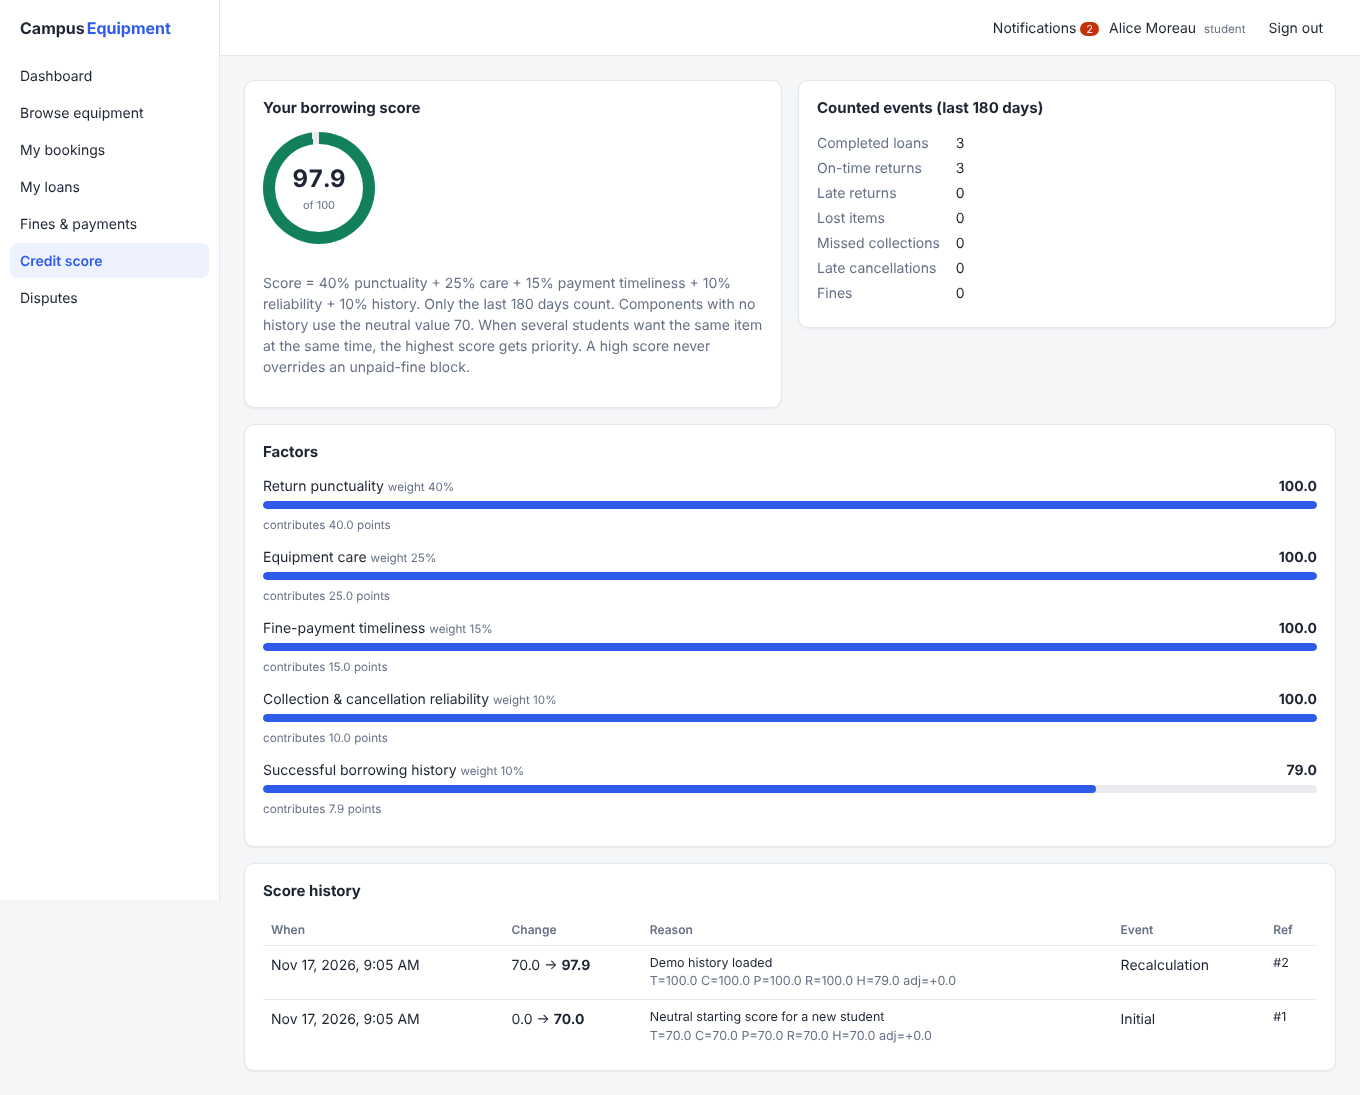 CampusEquipment
Notifications 2 Alice Moreau student Sign out
Dashboard
Browse equipment
My bookings
My loans
Fines & payments
Credit score
Disputes
Your borrowing score
97.9
of 100
Score = 40% punctuality + 25% care + 15% payment timeliness + 10%
reliability + 10% history. Only the last 180 days count. Components with no
history use the neutral value 70. When several students want the same item
at the same time, the highest score gets priority. A high score never
overrides an unpaid-fine block.
Counted events (last 180 days)
Completed loans 3
On-time returns 3
Late returns 0
Lost items 0
Missed collections 0
Late cancellations 0
Fines 0
Factors
Return punctuality weight 40% 100.0
contributes 40.0 points
Equipment care weight 25% 100.0
contributes 25.0 points
Fine-payment timeliness weight 15% 100.0
contributes 15.0 points
Collection & cancellation reliability weight 10% 100.0
contributes 10.0 points
Successful borrowing history weight 10% 79.0
contributes 7.9 points
Score history
When Change Reason Event Ref
Nov 17, 2026, 9:05 AM 70.0 → 97.9 Demo history loaded Recalculation #2
T=100.0 C=100.0 P=100.0 R=100.0 H=79.0 adj=+0.0
Nov 17, 2026, 9:05 AM 0.0 → 70.0 Neutral starting score for a new student Initial #1
T=70.0 C=70.0 P=70.0 R=70.0 H=70.0 adj=+0.0